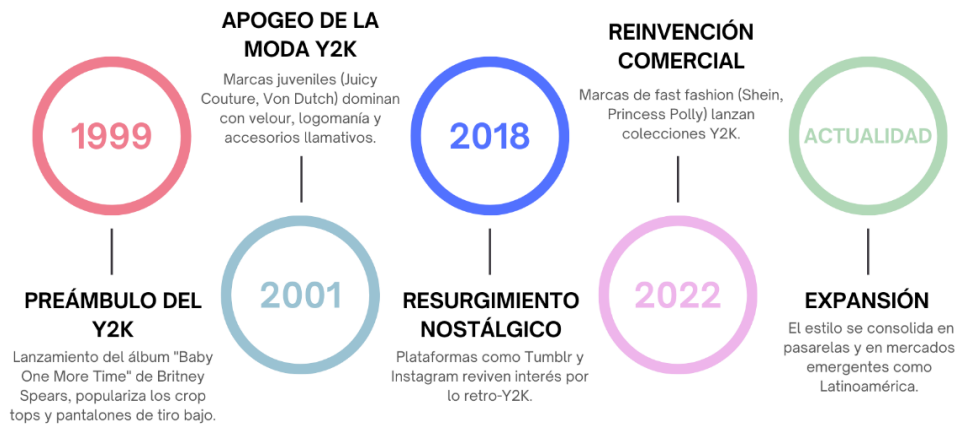 1999
PREÁMBULO DEL
Y2K
Lanzamiento del álbum "Baby
One More Time" de Britney
Spears, populariza los crop
tops y pantalones de tiro bajo.
APOGEO DE LA
MODA Y2K
Marcas juveniles (Juicy
Couture, Von Dutch) dominan
con velour, logomanía y
accesorios llamativos.
2001
2018
RESURGIMIENTO
NOSTÁLGICO
Plataformas como Tumblr y
Instagram reviven interés por
lo retro-Y2K.
REINVENCIÓN
COMERCIAL
Marcas de fast fashion (Shein,
Princess Polly) lanzan
colecciones Y2K.
2022
ACTUALIDAD
EXPANSIÓN
El estilo se consolida en
pasarelas y en mercados
emergentes como
Latinoamérica.